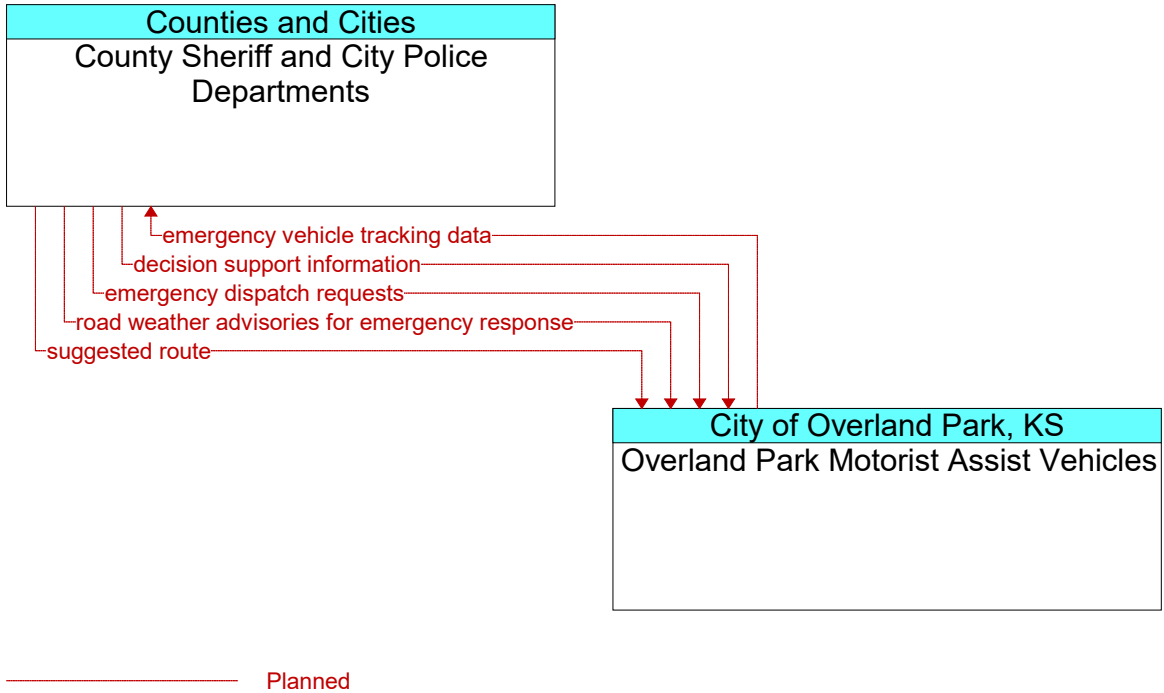 Counties and Cities
County Sheriff and City Police
Departments
emergency vehicle tracking data
decision support information
emergency dispatch requests
road weather advisories for emergency response
suggested route
City of Overland Park, KS
Overland Park Motorist Assist Vehicles
Planned